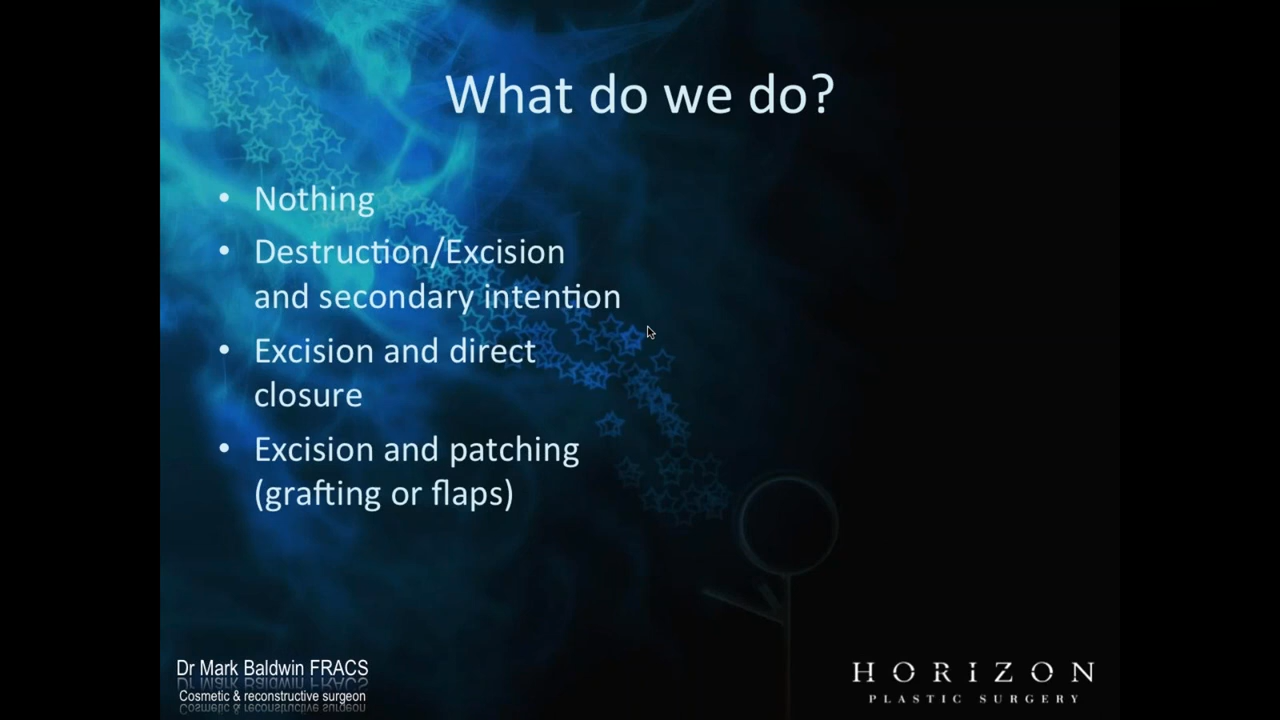 What do we do?
• Nothing
• Destruction/Excision
and secondary intention
• Excision and direct
closure
• Excision and patching
(grafting or flaps)
Dr Mark Baldwin FRACS
Cosmetic & reconstructive surgeon
HORIZON
PLASTIC SURGERY